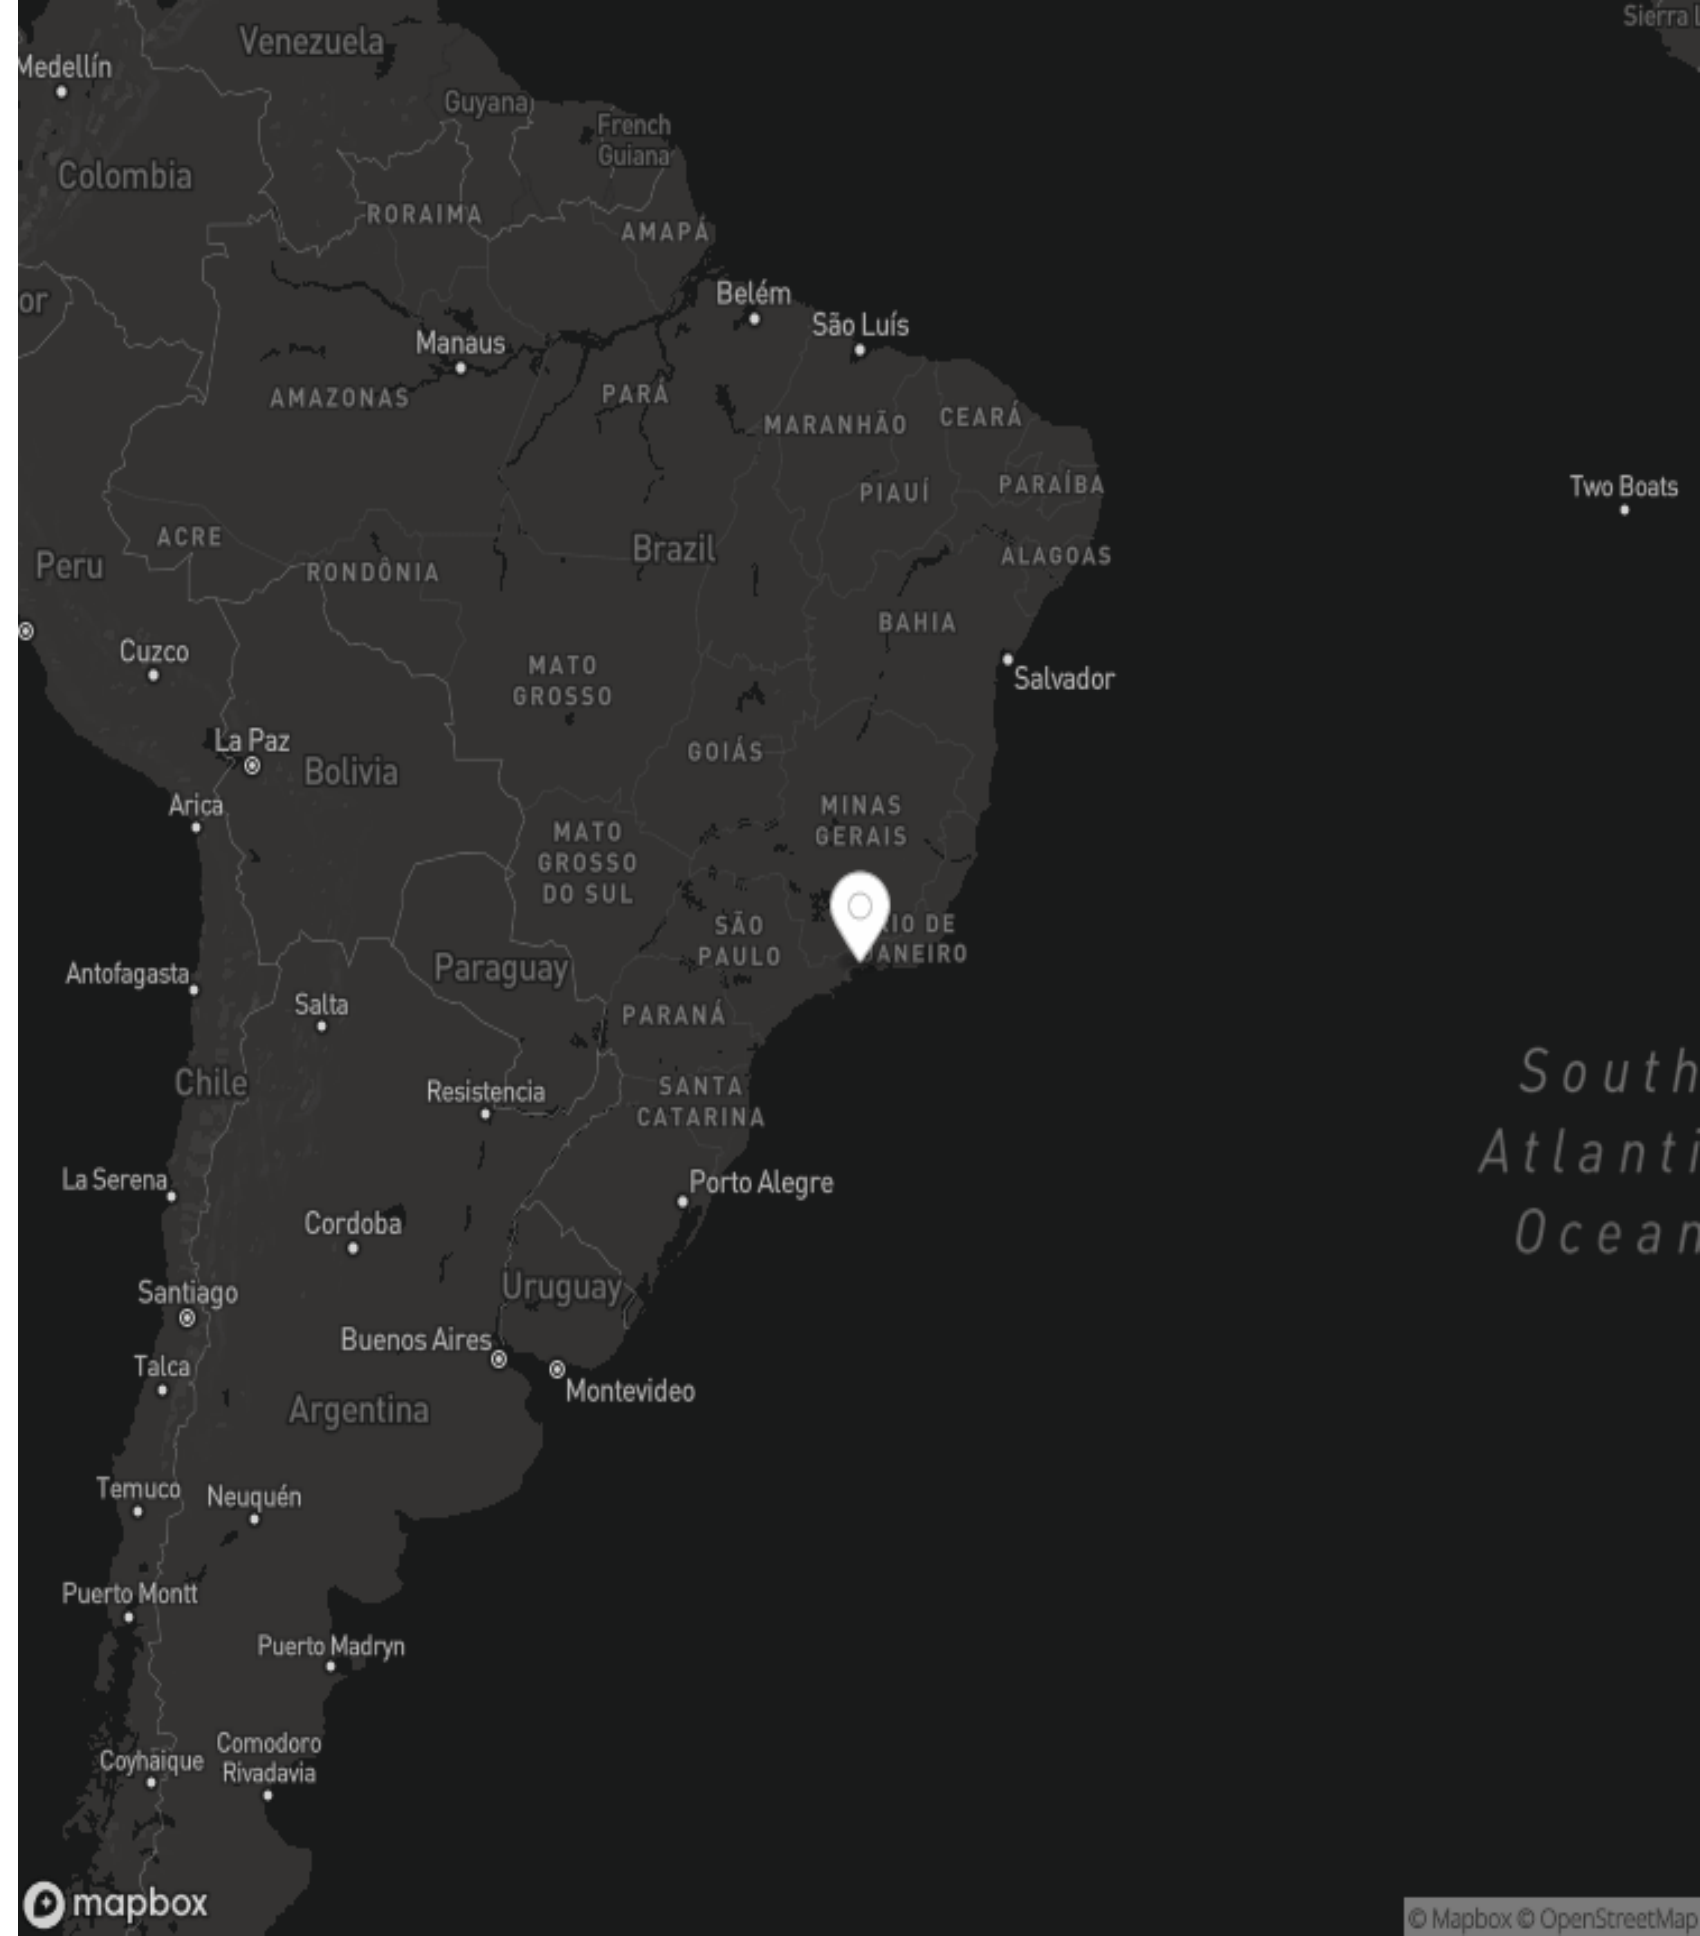 Sierra L
Venezuela
Medellín
Guyana
French
Guiana
Colombia
RORAIMA
AMAPÁ
or
Belém
São Luís
Manaus
AMAZONAS
PARÁ
MARANHÃO
CEARÁ
PIAUÍ
PARAÍBA
Two Boats
ACRE
Brazil
ALAGOAS
Peru
RONDÔNIA
BAHIA
Cuzco
MATO
GROSSO
Salvador
La Paz
Bolivia
GOIÁS
Arica
MINAS
GERAIS
MATO
GROSSO
DO SUL
SÃO
PAULO
IO DE
ANEIRO
Antofagasta
Paraguay
Salta
PARANÁ
Chile
Resistencia
SANTA
CATARINA
South
Atlanti
Ocean
La Serena
Porto Alegre
Cordoba
Santiago
Uruguay
Buenos Aires
Talca
Montevideo
Argentina
Temuco
Neuquén
Puerto Montt
Puerto Madryn
Coyhaique
Comodoro
Rivadavia
mapbox
© Mapbox © OpenStreetMap